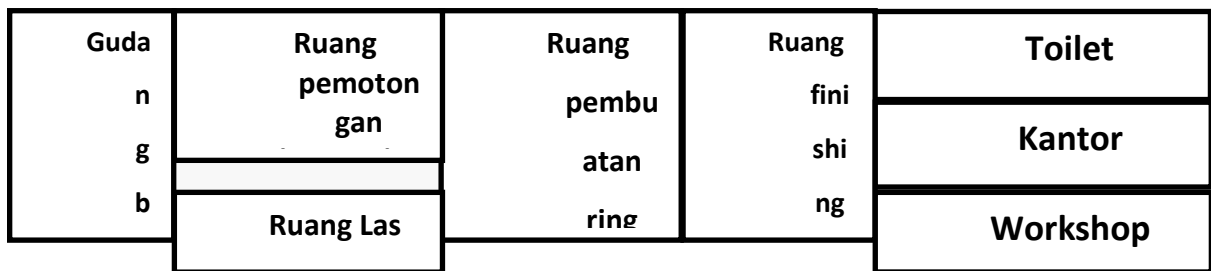 Guda
n
g
b
Ruang
pemoton
gan
Ruang Las
Ruang
pembu
atan
ring
Ruang
fini
shi
ng
Toilet
Kantor
Workshop